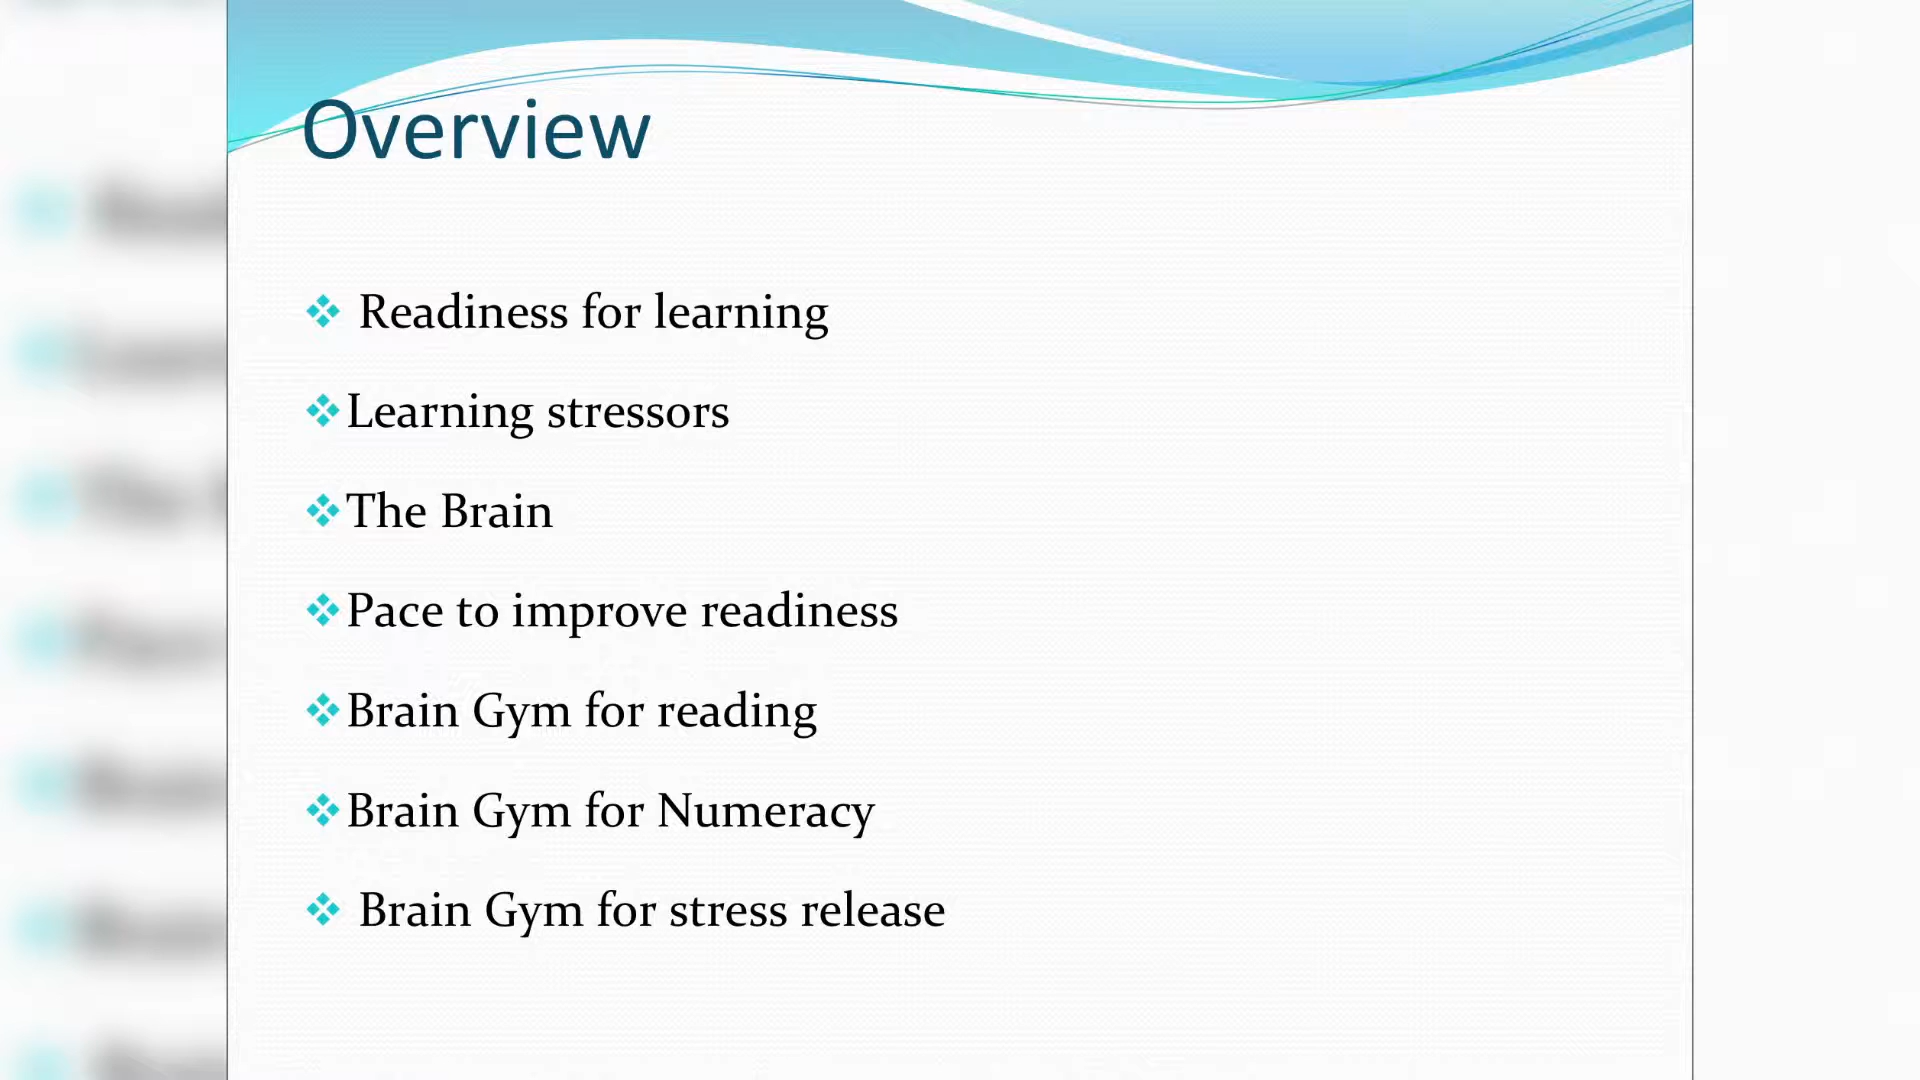 Overview
Readiness for learning
Learning stressors
The Brain
Pace to improve readiness
Brain Gym for reading
Brain Gym for Numeracy
Brain Gym for stress release